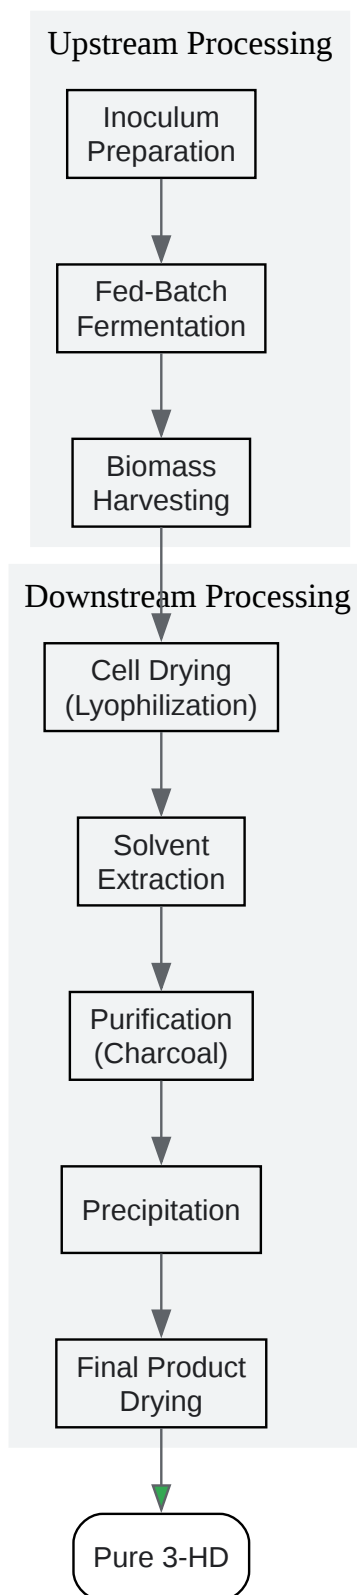 Upstream Processing
Inoculum
Preparation
Fed-Batch
Fermentation
Biomass
Harvesting
Downstream Processing
Cell Drying
(Lyophilization)
Solvent
Extraction
Purification
(Charcoal)
Precipitation
Final Product
Drying
Pure 3-HD